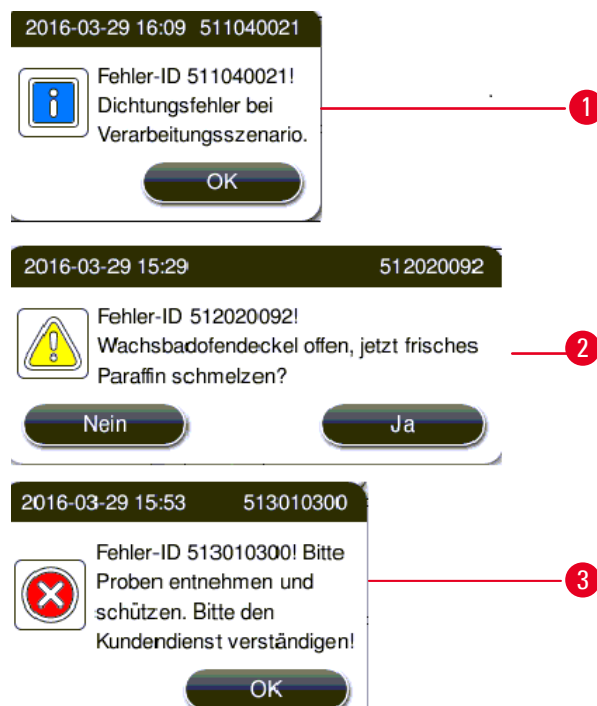 2016-03-29 16:09 511040021
Fehler-ID 511040021!
Dichtungsfehler bei
Verarbeitungsszenario.
OK
1
2016-03-29 15:29 512020092
Fehler-ID 512020092!
Wachsbadofendeckel offen, jetzt frisches
Paraffin schmelzen?
Nein Ja
2
2016-03-29 15:53 513010300
Fehler-ID 513010300! Bitte
Proben entnehmen und
schützen. Bitte den
Kundendienst verständigen!
OK
3